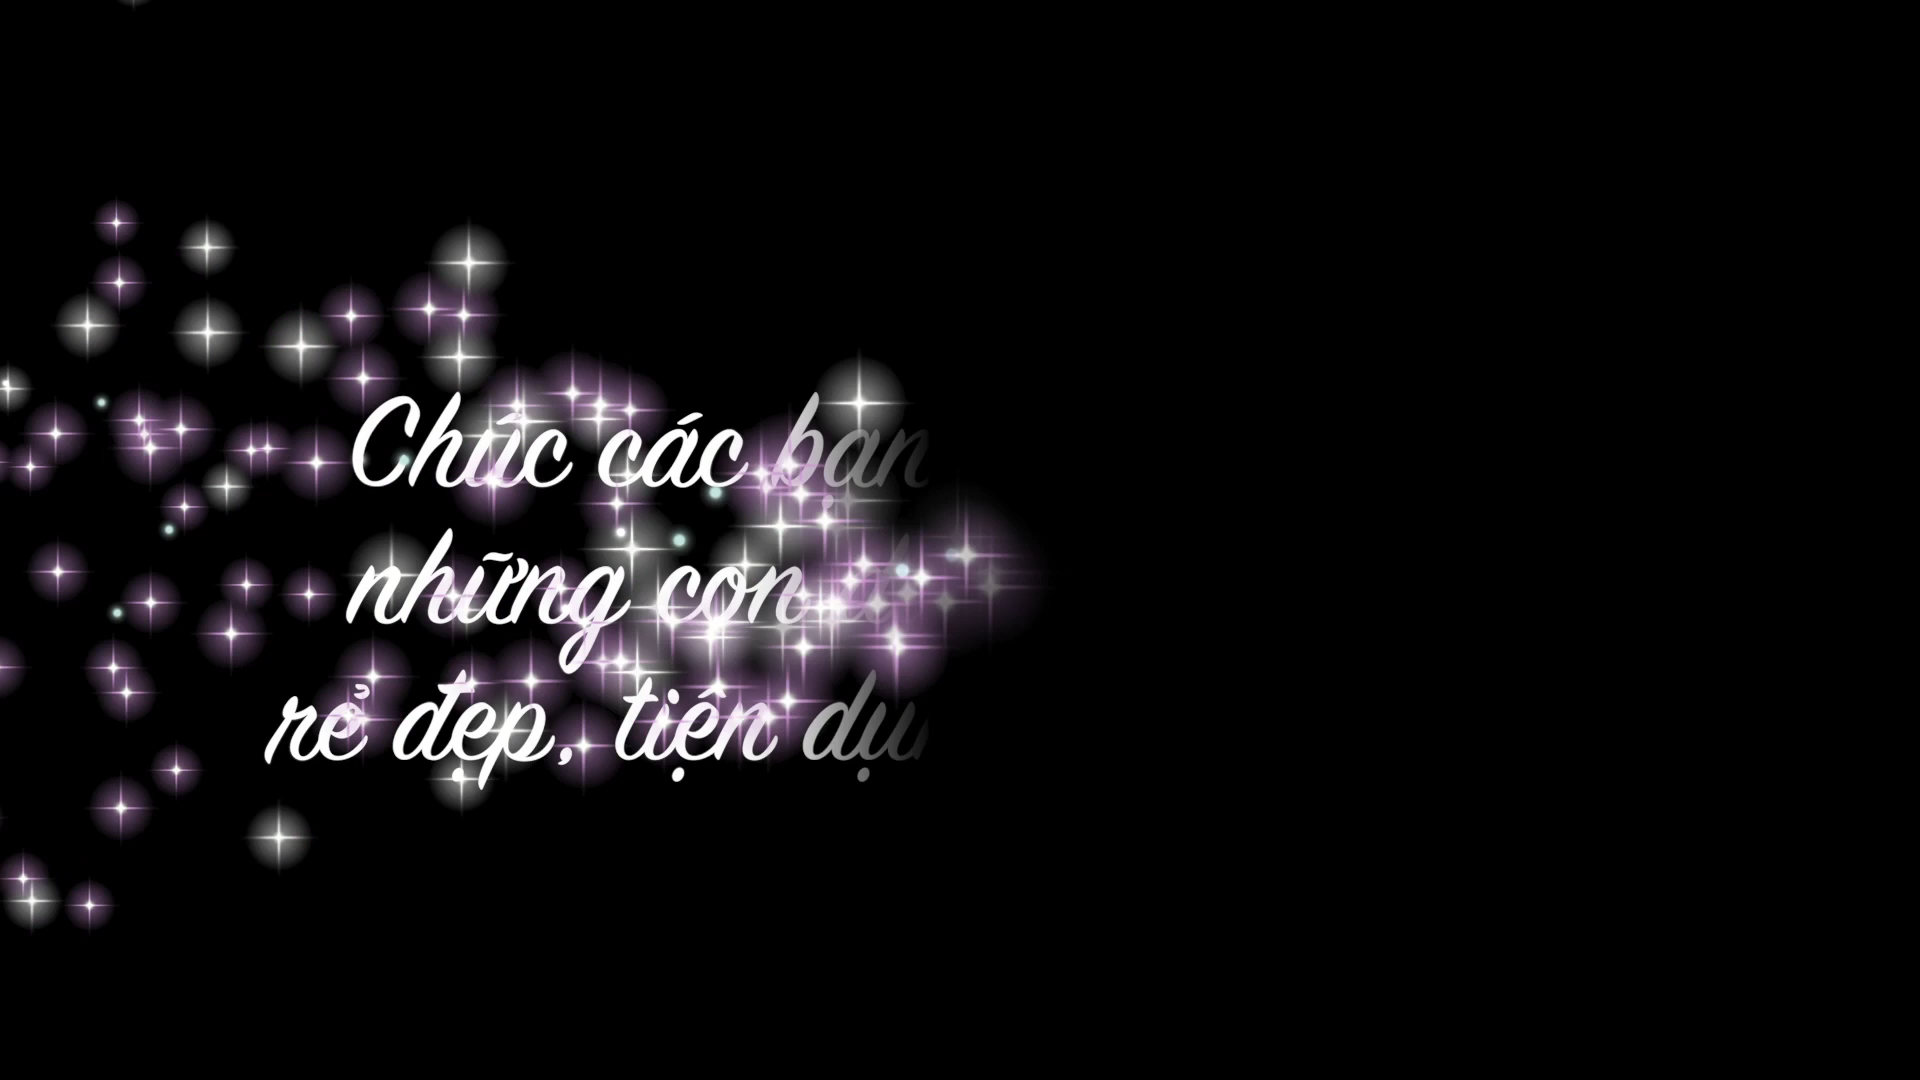 Chúc các bạn
những con
rẻ đẹp, tiện